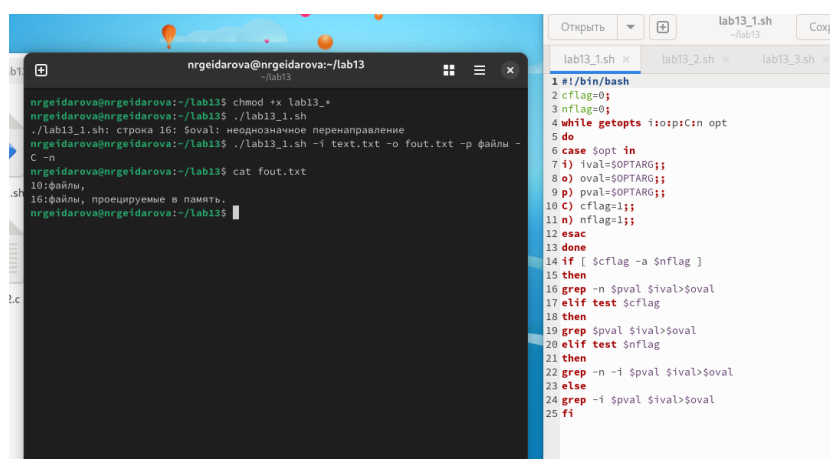 nrgeidarova@nrgeidarova:~/lab13
~/lab13
nrgeidarova@nrgeidarova:~/lab13$ chmod +x lab13_*
nrgeidarova@nrgeidarova:~/lab13$ ./lab13_1.sh
./lab13_1.sh: строка 16: $oval: неоднозначное перенаправление
nrgeidarova@nrgeidarova:~/lab13$ ./lab13_1.sh -i text.txt -o fout.txt -p файлы -
C -n
nrgeidarova@nrgeidarova:~/lab13$ cat fout.txt
10:файлы,
16:файлы, проецируемые в память.
nrgeidarova@nrgeidarova:~/lab13$
.sh
2.c
Открыть
lab13_1.sh
~/lab13
Сохр
lab13_1.sh × lab13_2.sh × lab13_3.sh ×
1 #!/bin/bash
2 cflag=0;
3 nflag=0;
4 while getopts i:o:p:C:n opt
5 do
6 case $opt in
7 i) ival=$OPTARG;;
8 o) oval=$OPTARG;;
9 p) pval=$OPTARG;;
10 C) cflag=1;;
11 n) nflag=1;;
12 esac
13 done
14 if [ $cflag -a $nflag ]
15 then
16 grep -n $pval $ival>$oval
17 elif test $cflag
18 then
19 grep $pval $ival>$oval
20 elif test $nflag
21 then
22 grep -n -i $pval $ival>$oval
23 else
24 grep -i $pval $ival>$oval
25 fi